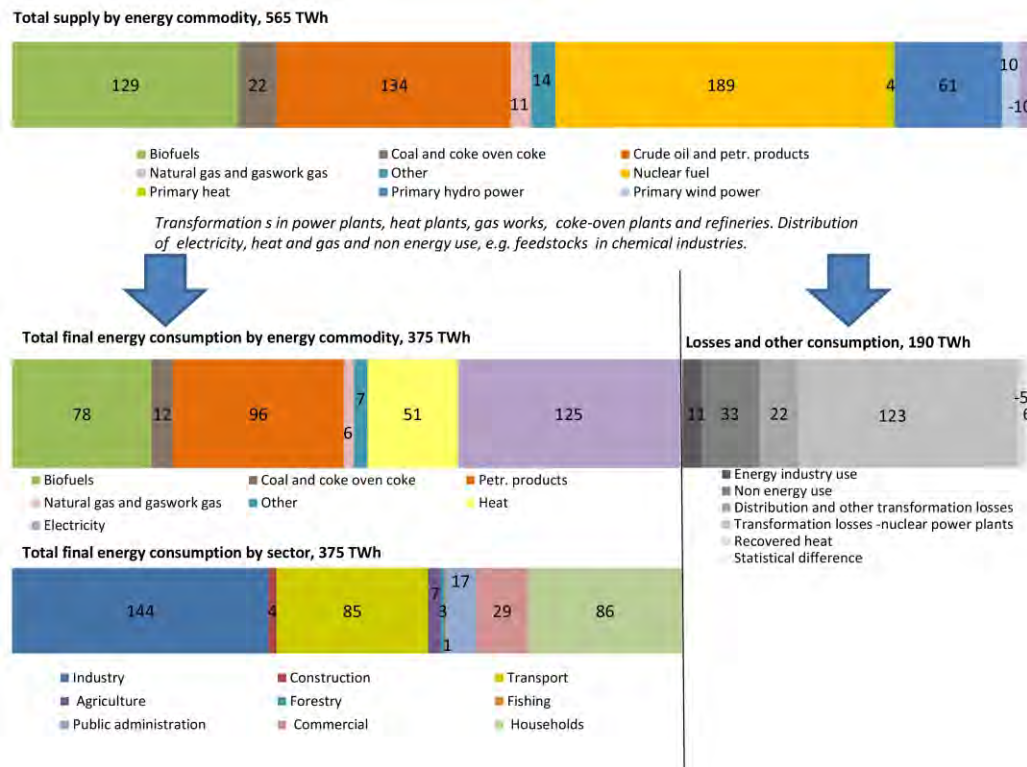 Total supply by energy commodity, 565 TWh
129 22 134 11 14 189 4 61 10 -10
Biofuels Coal and coke oven coke Crude oil and petr. products
Natural gas and gaswork gas Other Nuclear fuel
Primary heat Primary hydro power Primary wind power
Transformation s in power plants, heat plants, gas works, coke-oven plants and refineries. Distribution
of electricity, heat and gas and non energy use, e.g. feedstocks in chemical industries.
Total final energy consumption by energy commodity, 375 TWh
78 12 96 6 7 51 125
Biofuels Coal and coke oven coke Petr. products
Natural gas and gaswork gas Other Heat
Electricity
Losses and other consumption, 190 TWh
11 33 22 123 -5 6
Energy industry use
Non energy use
Distribution and other transformation losses
Transformation losses -nuclear power plants
Recovered heat
Statistical difference
Total final energy consumption by sector, 375 TWh
144 4 85 7 3 1 17 29 86
Industry Construction Transport
Agriculture Forestry Fishing
Public administration Commercial Households